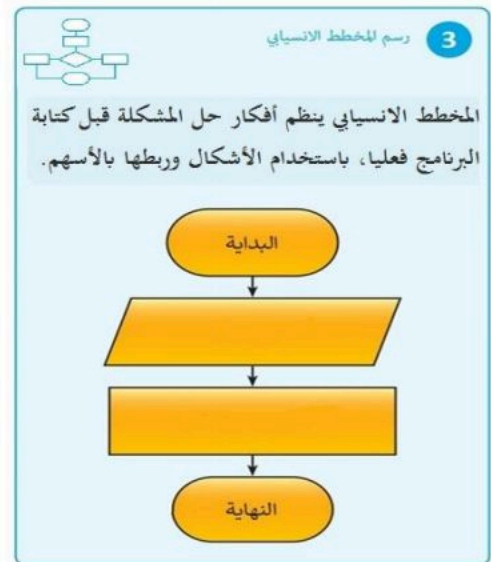 3 رسم المخطط الانسيابي
المخطط الانسيابي ينظم أفكار حل المشكلة قبل كتابة
البرنامج فعليا، باستخدام الأشكال وربطها بالأسهم.
البداية
النهاية